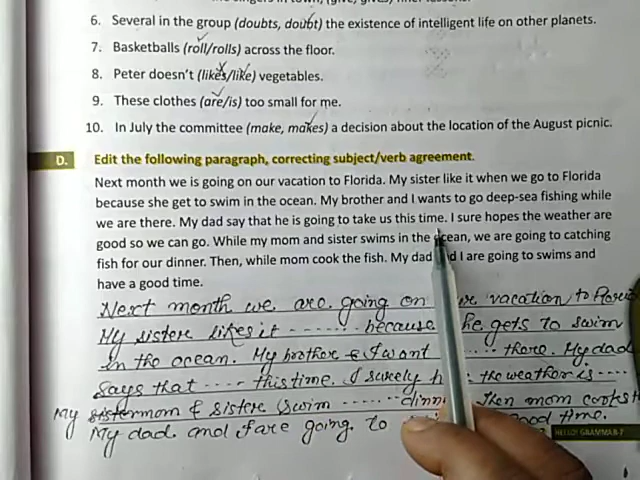 6. Several in the group (doubts, doubt) the existence of intelligent life on other planets.
7. Basketballs (roll/rolls) across the floor.
8. Peter doesn't (likes/like) vegetables.
9. These clothes (are/is) too small for me.
10. In July the committee (make, makes) a decision about the location of the August picnic.
D. Edit the following paragraph, correcting subject/verb agreement.
Next month we is going on our vacation to Florida. My sister like it when we go to Florida
because she get to swim in the ocean. My brother and I wants to go deep-sea fishing while
we are there. My dad say that he is going to take us this time. I sure hopes the weather are
good so we can go. While my mom and sister swims in the ocean, we are going to catching
fish for our dinner. Then, while mom cook the fish. My dad and I are going to swims and
have a good time.
Next month we are going on vacation to
My sister likes it ....... because he gets to swim
in the ocean. My brother & I want .... there. My dad
says that .... this time. I surely the weather is ....
My sister mom & sister swim ...... dinn Then mom cooks
My dad and I are going to good time.
HELLO! GRAMMAR-7